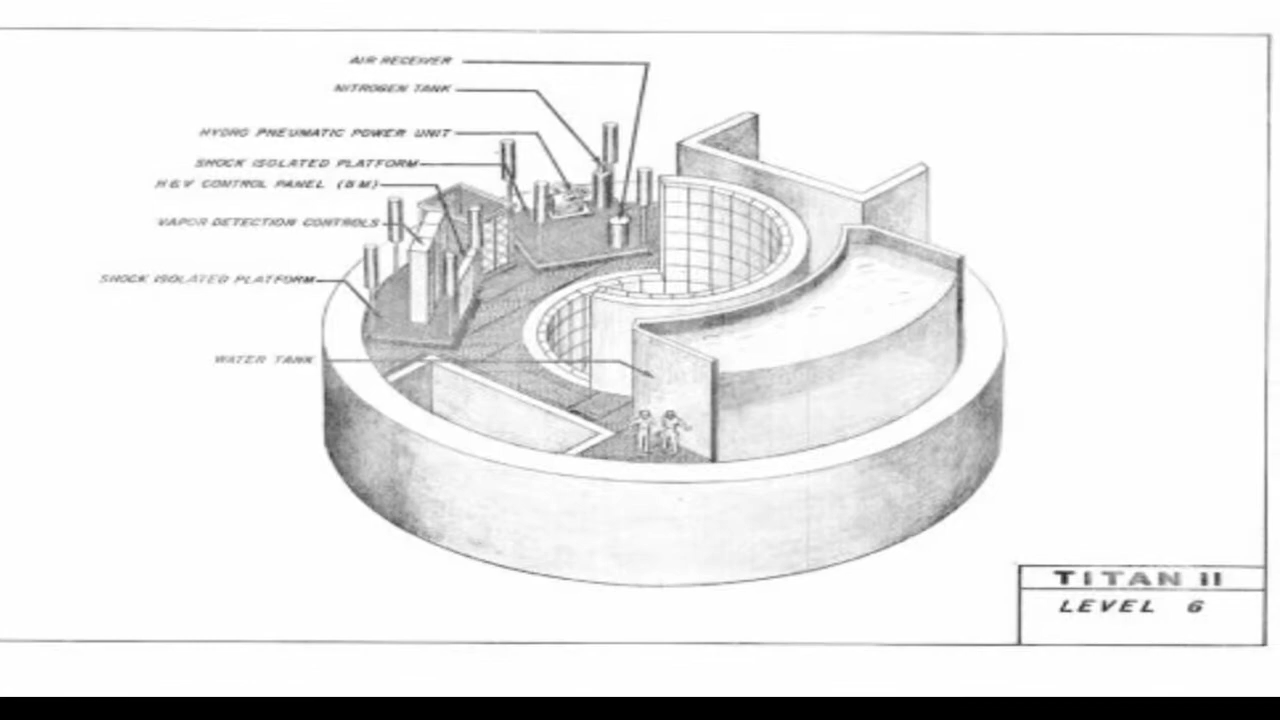 AIR RECEIVER
NITROGEN TANK
HYDRO PNEUMATIC POWER UNIT
SHOCK ISOLATED PLATFORM
H & V CONTROL PANEL (BM)
VAPOR DETECTION CONTROLS
SHOCK ISOLATED PLATFORM
WATER TANK
TITAN II
LEVEL 6